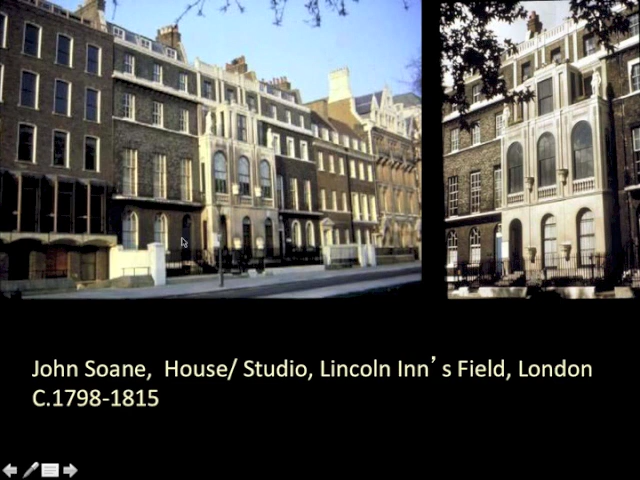 John Soane,  House/ Studio, Lincoln Inn’s Field, London
C.1798-1815